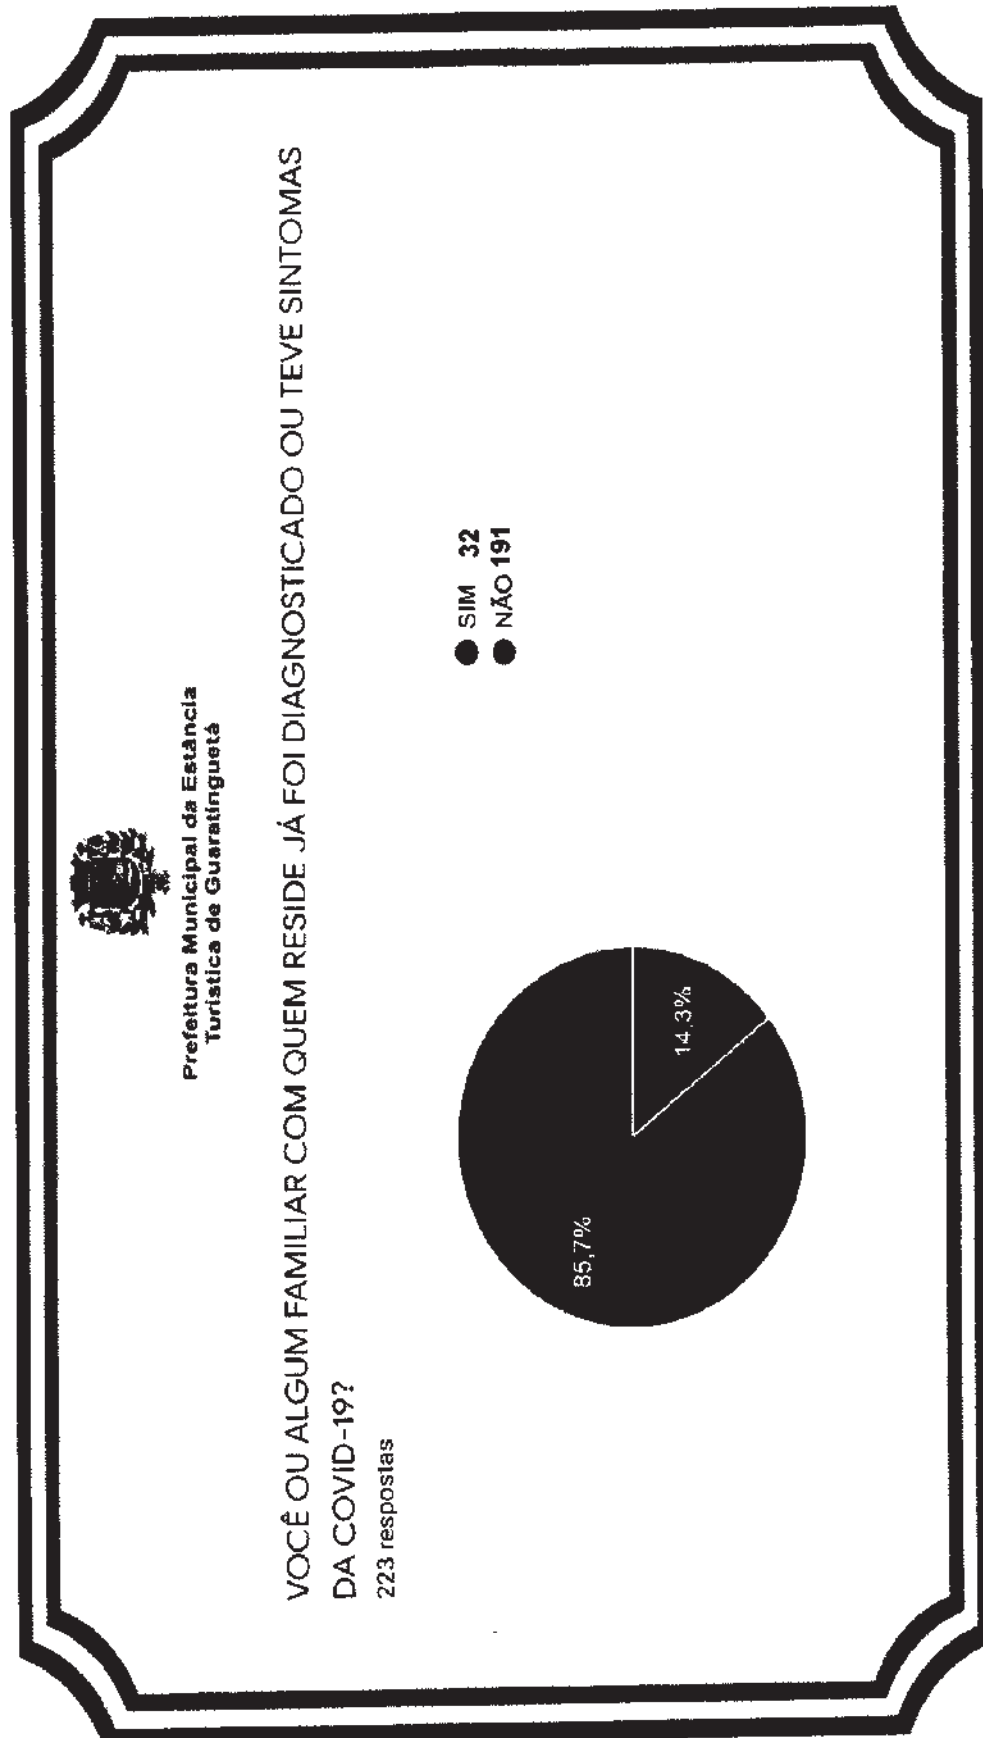 Prefeitura Municipal da Estância
Turística de Guaratinguetá
VOCÊ OU ALGUM FAMILIAR COM QUEM RESIDE JÁ FOI DIAGNOSTICADO OU TEVE SINTOMAS
DA COVID-19?
223 respostas
SIM 32
NÃO 191
85,7%
14,3%